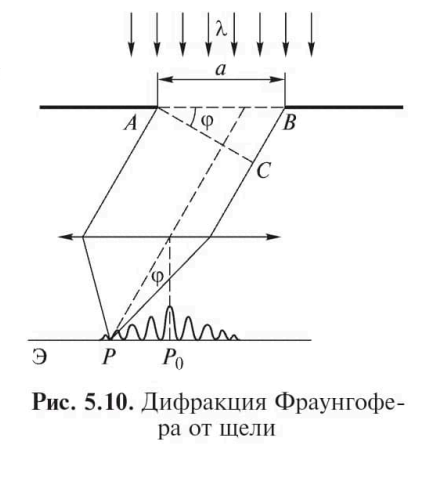 λ
a
A
φ
B
C
φ
Э
P
P₀
Рис. 5.10. Дифракция Фраунгофе-
ра от щели